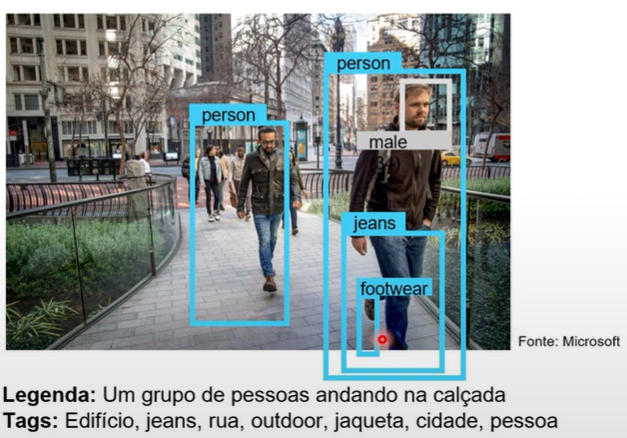 person
person
male
jeans
footwear
Fonte: Microsoft
Legenda: Um grupo de pessoas andando na calçada
Tags: Edifício, jeans, rua, outdoor, jaqueta, cidade, pessoa